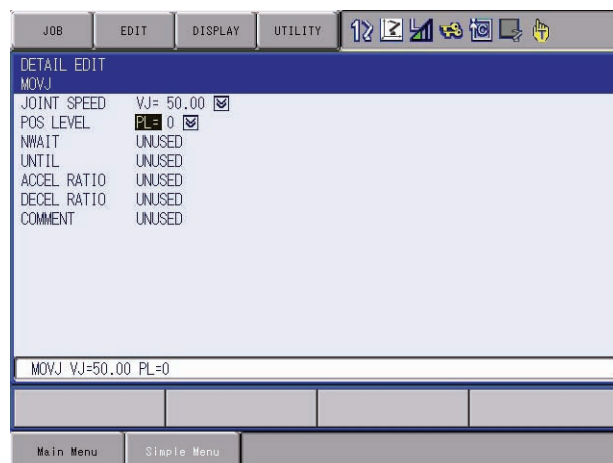 JOB EDIT DISPLAY UTILITY
DETAIL EDIT
MOVJ
JOINT SPEED VJ= 50.00
POS LEVEL PL= 0
NWAIT UNUSED
UNTIL UNUSED
ACCEL RATIO UNUSED
DECEL RATIO UNUSED
COMMENT UNUSED
MOVJ VJ=50.00 PL=0
Main Menu Simple Menu